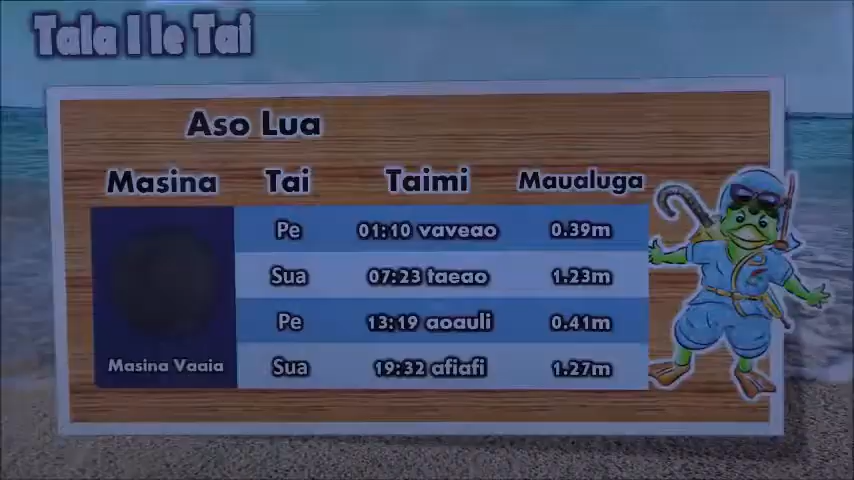 Tala I le Tai
Aso Lua
Masina Tai Taimi Maualuga
Pe 01:10 vaveao 0.39m
Sua 07:23 taeao 1.23m
Pe 13:19 aoauli 0.41m
Masina Vaaia Sua 19:32 afiafi 1.27m